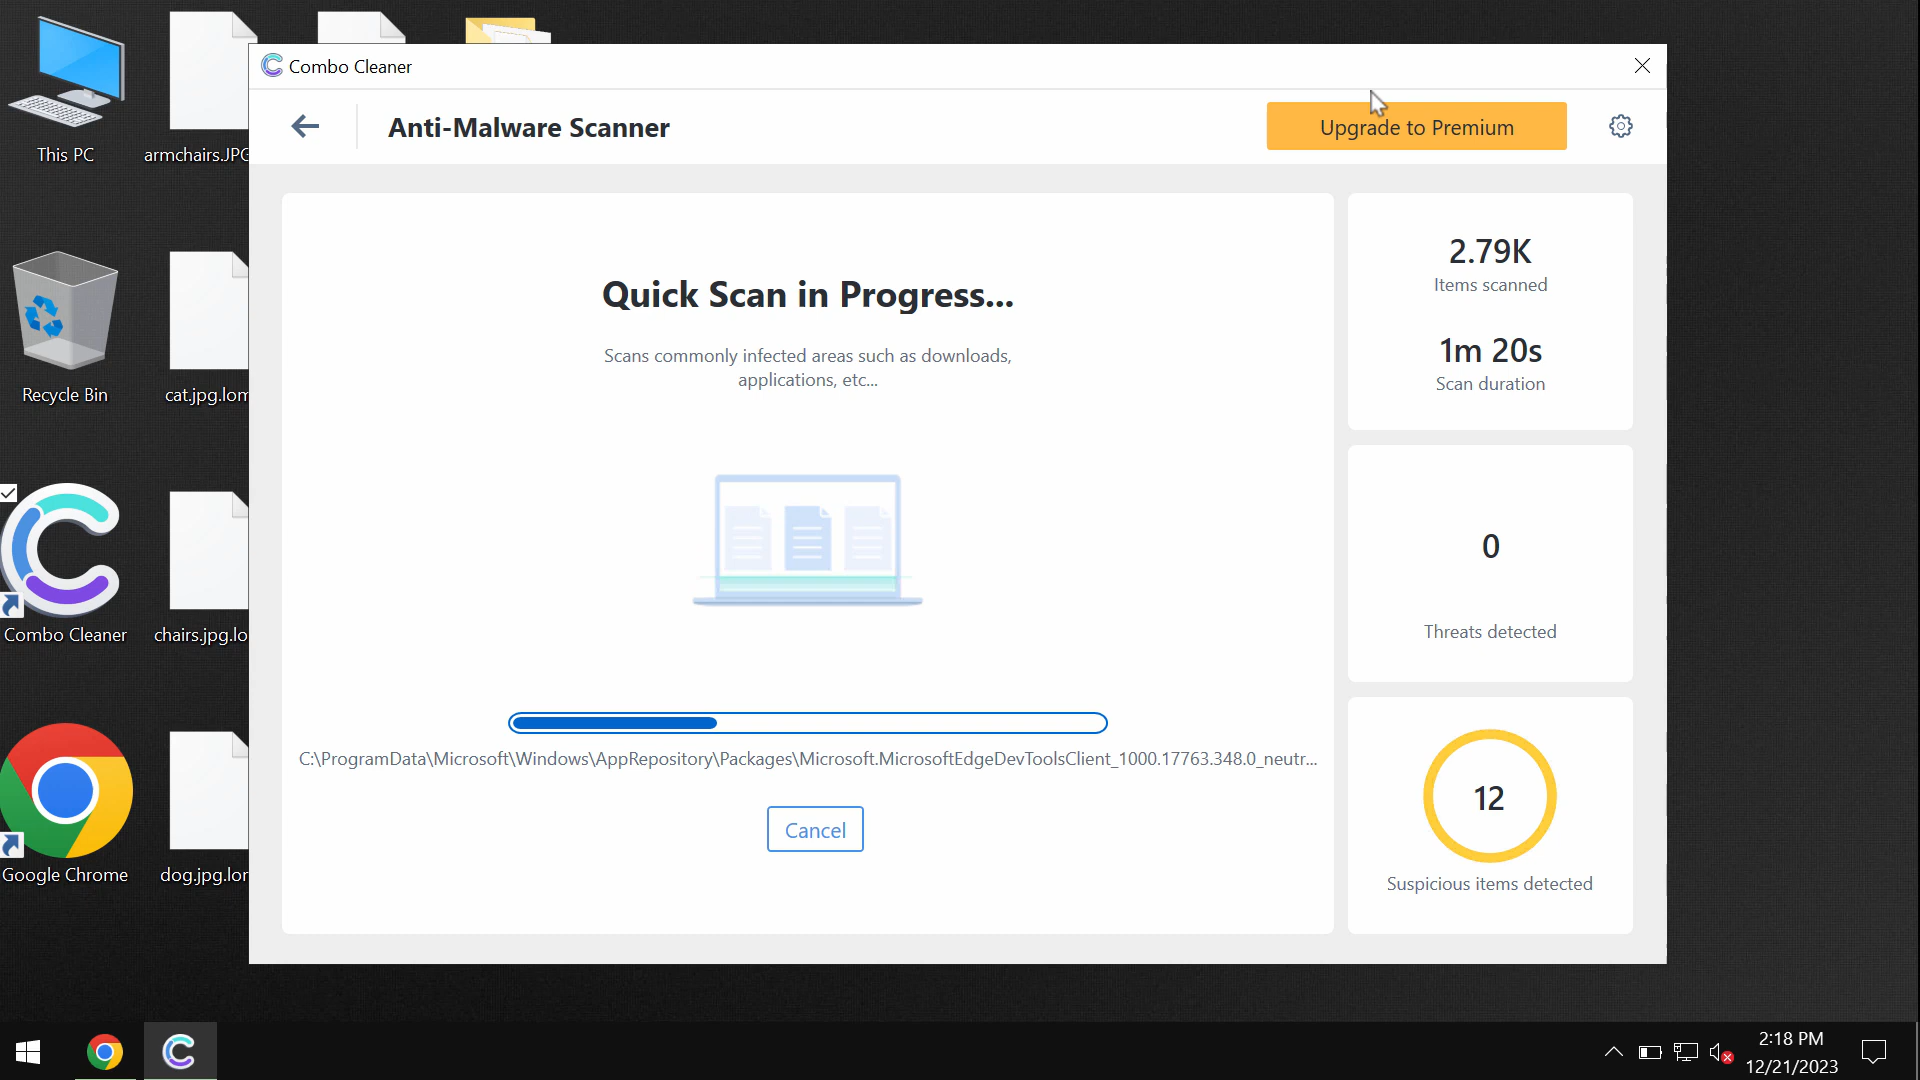 Combo Cleaner
Anti-Malware Scanner
Upgrade to Premium
This PC
armchairs.JPG
Recycle Bin
cat.jpg.lom
Combo Cleaner
chairs.jpg.lo
Google Chrome
dog.jpg.lor
Quick Scan in Progress...
Scans commonly infected areas such as downloads,
applications, etc...
C:\ProgramData\Microsoft\Windows\AppRepository\Packages\Microsoft.MicrosoftEdgeDevToolsClient_1000.17763.348.0_neutr...
Cancel
2.79K
Items scanned
1m 20s
Scan duration
0
Threats detected
12
Suspicious items detected
2:18 PM
12/21/2023